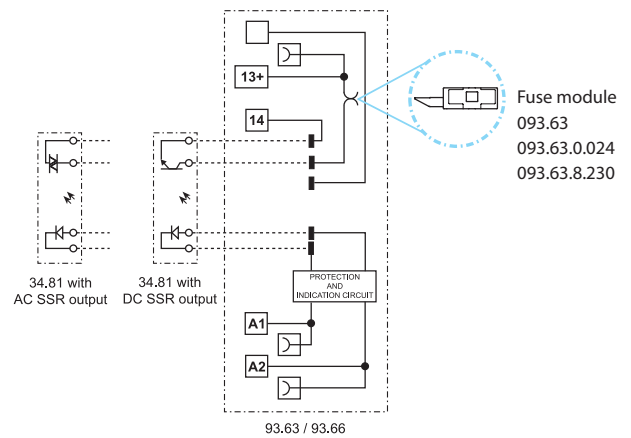 13+
14
Fuse module
093.63
093.63.0.024
093.63.8.230
34.81 with
AC SSR output
34.81 with
DC SSR output
PROTECTION
AND
INDICATION CIRCUIT
A1
A2
93.63 / 93.66